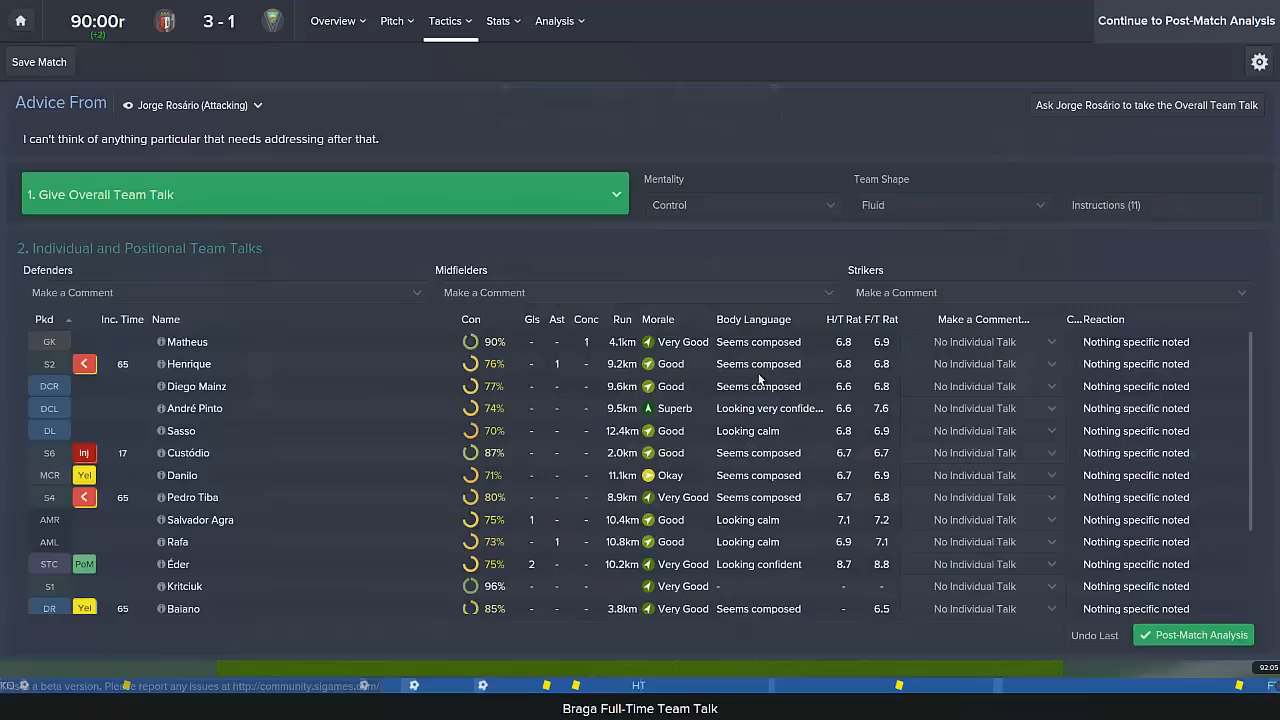 90:00r 3 - 1 Overview Pitch Tactics Stats Analysis Continue to Post-Match Analysis
(+2)
Save Match
Advice From Jorge Rosário (Attacking) Ask Jorge Rosário to take the Overall Team Talk
I can't think of anything particular that needs addressing after that.
1. Give Overall Team Talk
Mentality Team Shape
Control Fluid Instructions (11)
2. Individual and Positional Team Talks
Defenders Midfielders Strikers
Make a Comment Make a Comment Make a Comment
Pkd Inc. Time Name Con Gls Ast Conc Run Morale Body Language H/T Rat F/T Rat Make a Comment... C... Reaction
GK Matheus 90% - - 1 4.1km Very Good Seems composed 6.8 6.9 No Individual Talk Nothing specific noted
S2 65 Henrique 76% - 1 - 9.2km Good Seems composed 6.8 6.8 No Individual Talk Nothing specific noted
DCR Diego Mainz 77% - - - 9.6km Good Seems composed 6.6 6.8 No Individual Talk Nothing specific noted
DCL André Pinto 74% - - - 9.5km Superb Looking very confide... 6.6 7.6 No Individual Talk Nothing specific noted
DL Sasso 70% - - - 12.4km Good Looking calm 6.8 6.9 No Individual Talk Nothing specific noted
S6 Inj 17 Custódio 87% - - - 2.0km Good Seems composed 6.7 6.7 No Individual Talk Nothing specific noted
MCR Yel Danilo 71% - - - 11.1km Okay Seems composed 6.7 6.9 No Individual Talk Nothing specific noted
S4 65 Pedro Tiba 80% - - - 8.9km Very Good Seems composed 6.7 6.8 No Individual Talk Nothing specific noted
AMR Salvador Agra 75% 1 - - 10.4km Good Looking calm 7.1 7.2 No Individual Talk Nothing specific noted
AML Rafa 73% - 1 - 10.8km Good Looking calm 6.9 7.1 No Individual Talk Nothing specific noted
STC PoM Éder 75% 2 - - 10.2km Very Good Looking confident 8.7 8.8 No Individual Talk Nothing specific noted
S1 Kritciuk 96% - - - Very Good - - - No Individual Talk Nothing specific noted
DR Yel 65 Baiano 85% - - - 3.8km Very Good Seems composed - 6.5 No Individual Talk Nothing specific noted
Undo Last Post-Match Analysis
92:05
a beta version. Please report any issues at http://community.sigames.com/ HT
Braga Full-Time Team Talk